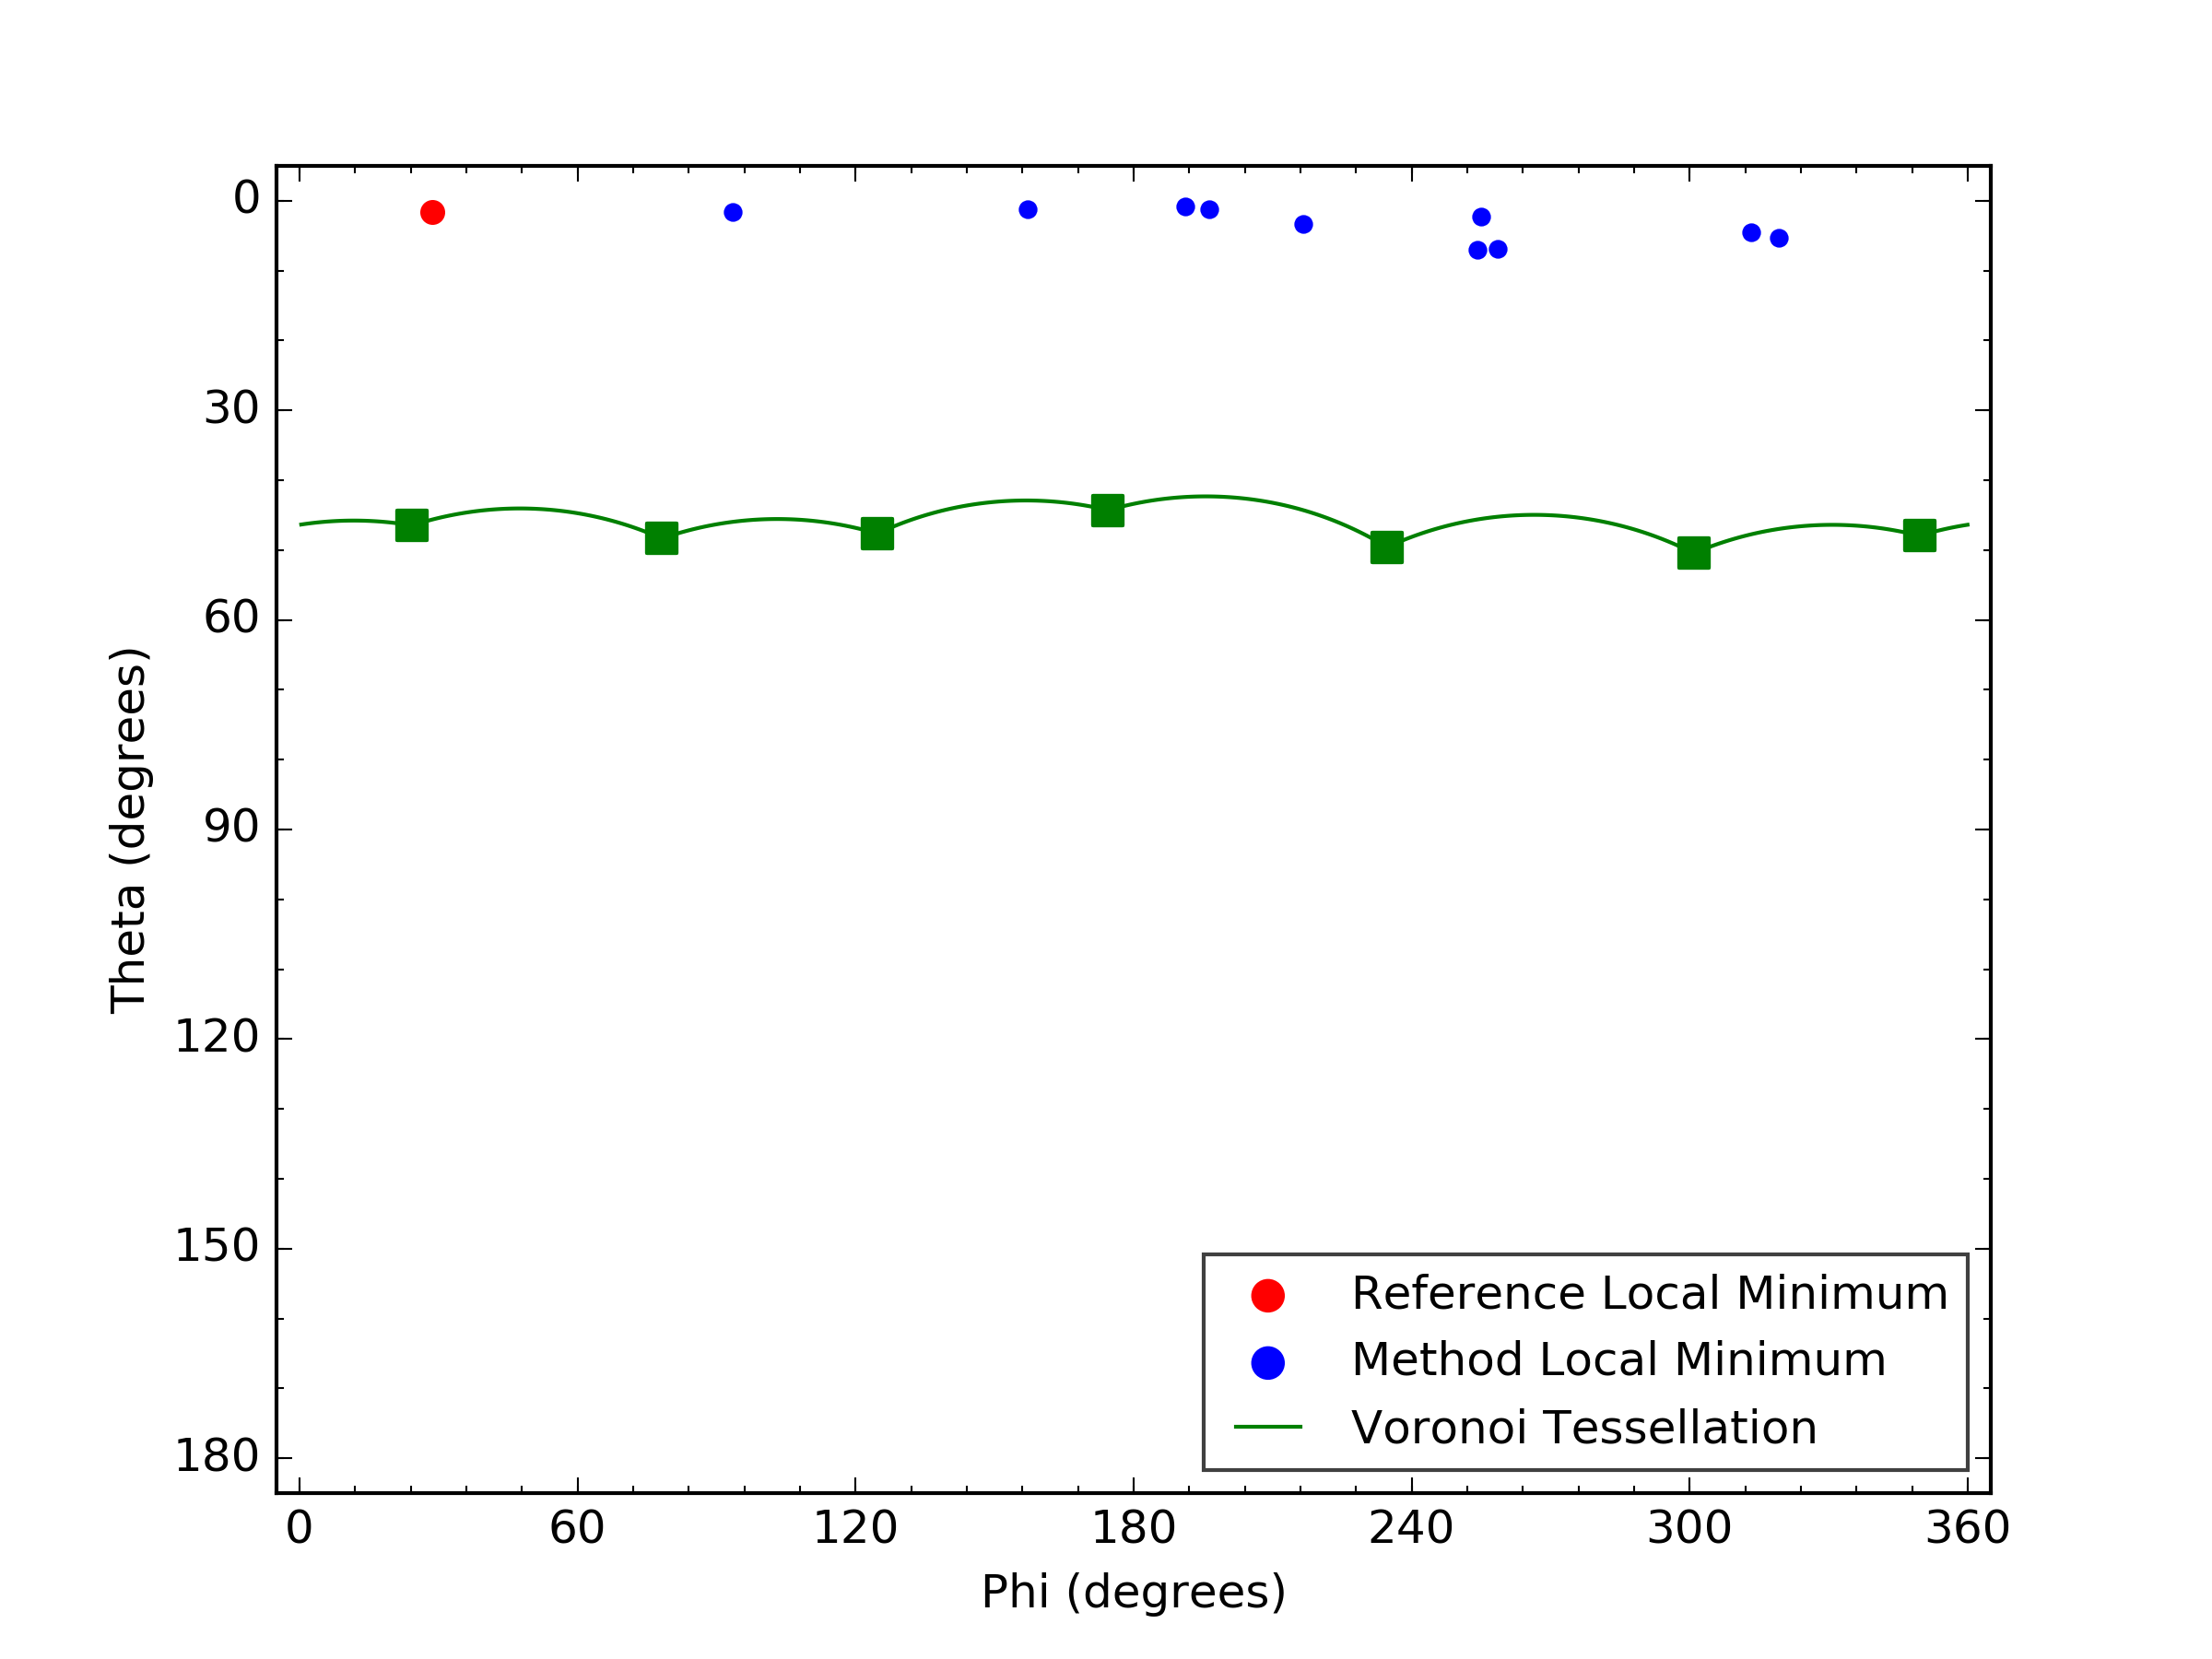 0
30
60
90
120
150
180
Theta (degrees)
Reference Local Minimum
Method Local Minimum
Voronoi Tessellation
0 60 120 180 240 300 360
Phi (degrees)